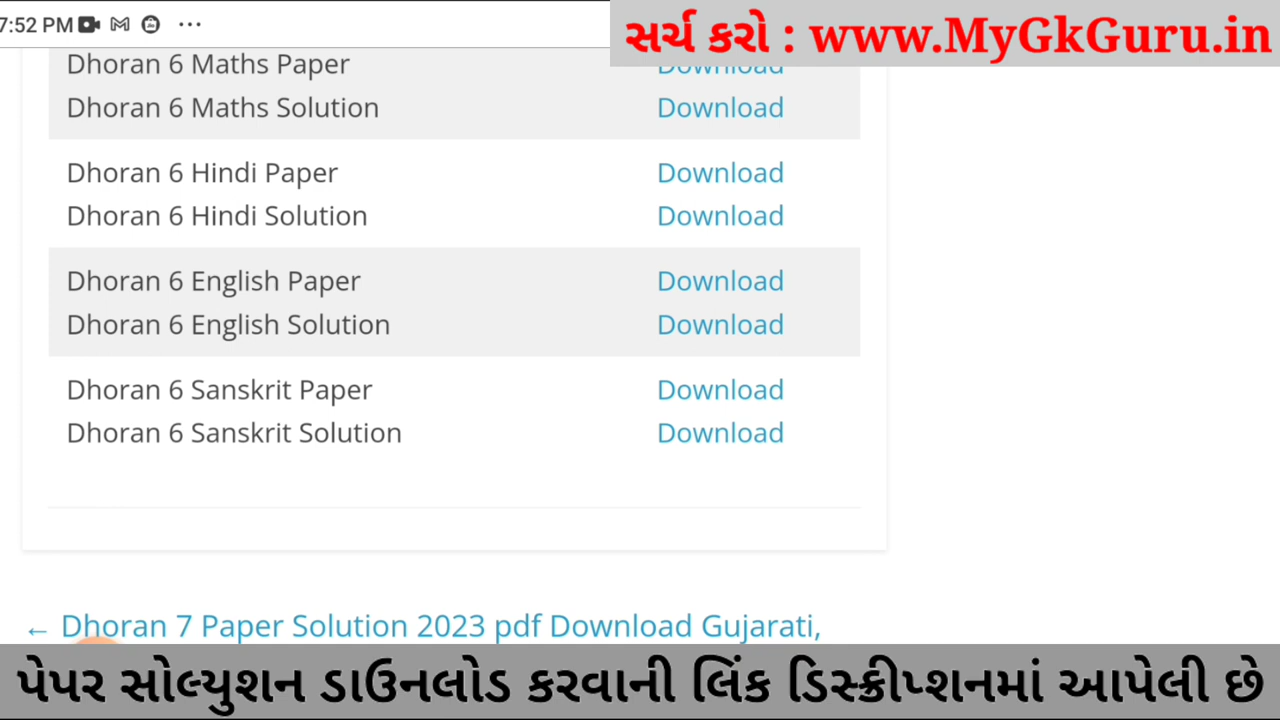 7:52 PM ...
સર્ચ કરો : www.MyGkGuru.in
Dhoran 6 Maths Paper Download
Dhoran 6 Maths Solution Download
Dhoran 6 Hindi Paper Download
Dhoran 6 Hindi Solution Download
Dhoran 6 English Paper Download
Dhoran 6 English Solution Download
Dhoran 6 Sanskrit Paper Download
Dhoran 6 Sanskrit Solution Download
← Dhoran 7 Paper Solution 2023 pdf Download Gujarati,
પેપર સોલ્યુશન ડાઉનલોડ કરવાની લિંક ડિસ્ક્રીપ્શનમાં આપેલી છે